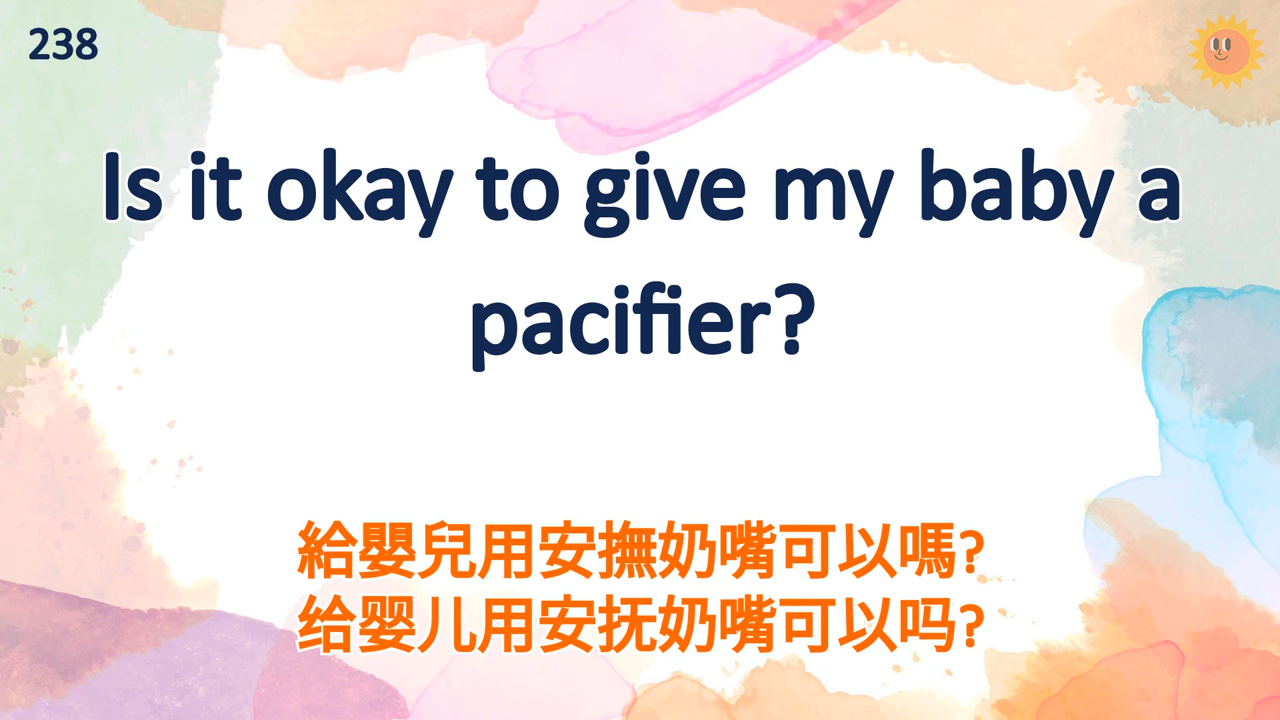 238
Is it okay to give my baby a
pacifier?
給嬰兒用安撫奶嘴可以嗎?
给婴儿用安抚奶嘴可以吗?